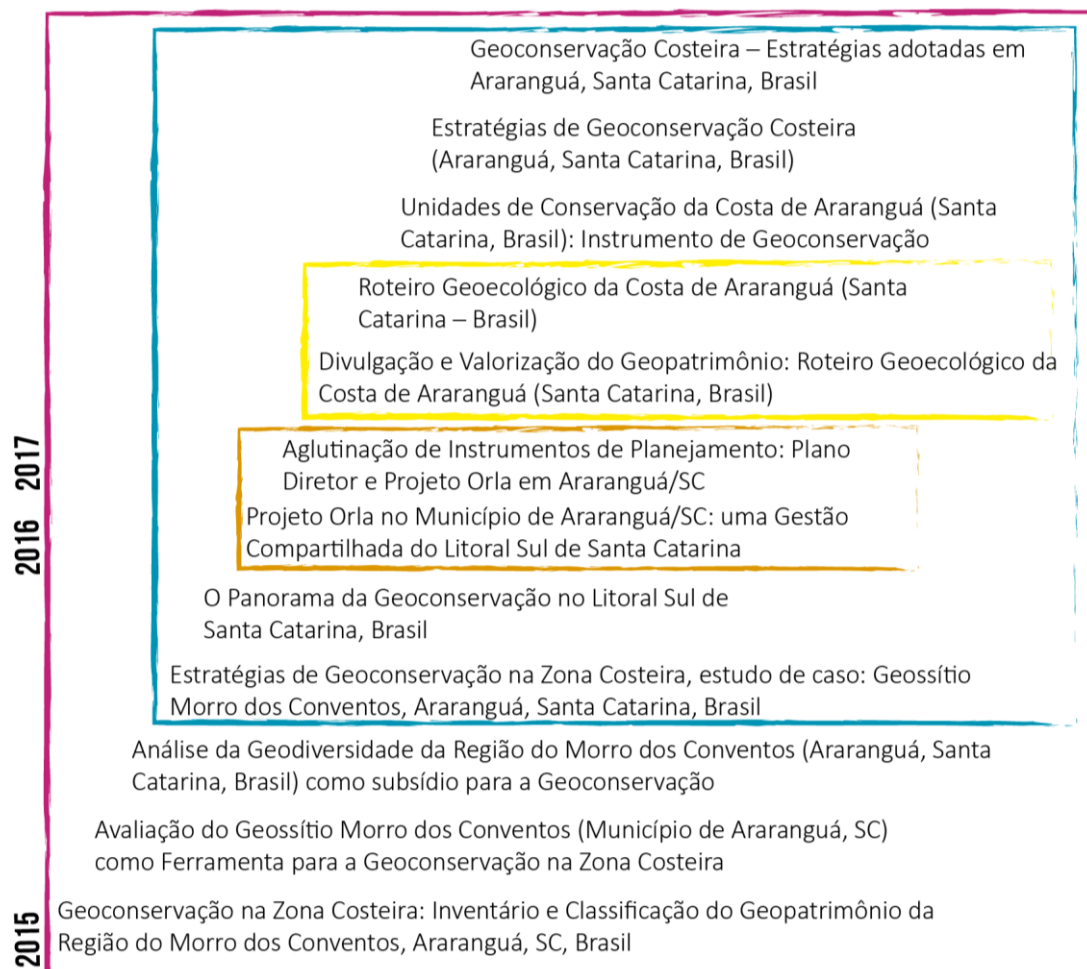 Geoconservação Costeira – Estratégias adotadas em
Araranguá, Santa Catarina, Brasil
Estratégias de Geoconservação Costeira
(Araranguá, Santa Catarina, Brasil)
Unidades de Conservação da Costa de Araranguá (Santa
Catarina, Brasil): Instrumento de Geoconservação
Roteiro Geoecológico da Costa de Araranguá (Santa
Catarina – Brasil)
Divulgação e Valorização do Geopatrimônio: Roteiro Geoecológico da
Costa de Araranguá (Santa Catarina, Brasil)
2017
Aglutinação de Instrumentos de Planejamento: Plano
Diretor e Projeto Orla em Araranguá/SC
2016
Projeto Orla no Município de Araranguá/SC: uma Gestão
Compartilhada do Litoral Sul de Santa Catarina
O Panorama da Geoconservação no Litoral Sul de
Santa Catarina, Brasil
Estratégias de Geoconservação na Zona Costeira, estudo de caso: Geossítio
Morro dos Conventos, Araranguá, Santa Catarina, Brasil
Análise da Geodiversidade da Região do Morro dos Conventos (Araranguá, Santa
Catarina, Brasil) como subsídio para a Geoconservação
Avaliação do Geossítio Morro dos Conventos (Município de Araranguá, SC)
como Ferramenta para a Geoconservação na Zona Costeira
2015
Geoconservação na Zona Costeira: Inventário e Classificação do Geopatrimônio da
Região do Morro dos Conventos, Araranguá, SC, Brasil